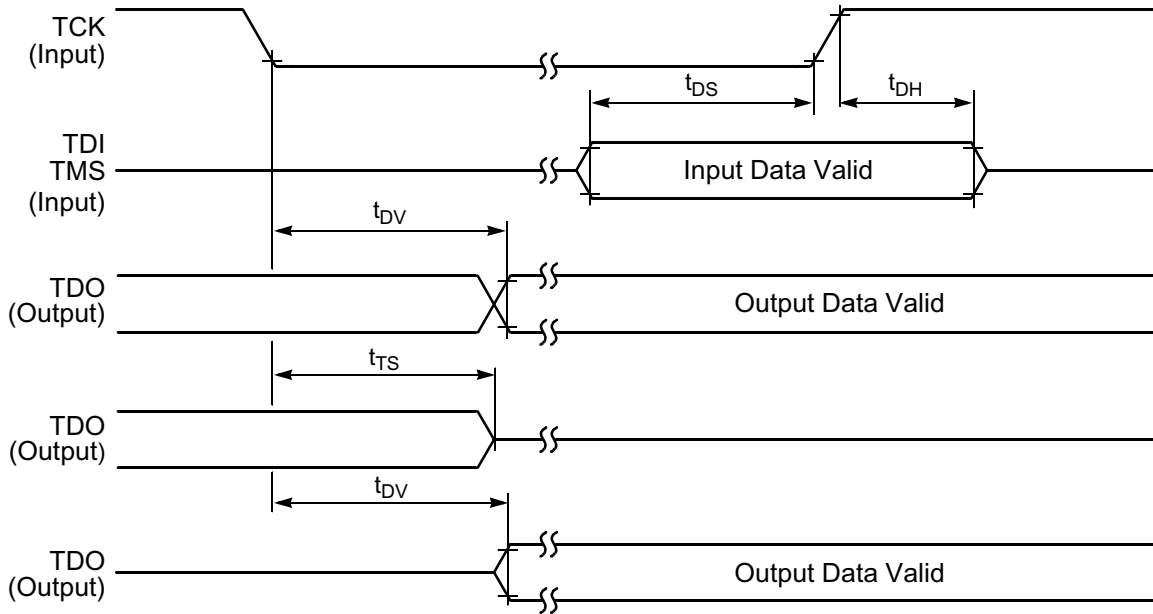 TCK
(Input)
tDS
tDH
TDI
TMS
(Input)
Input Data Valid
tDV
TDO
(Output)
Output Data Valid
tTS
TDO
(Output)
tDV
TDO
(Output)
Output Data Valid